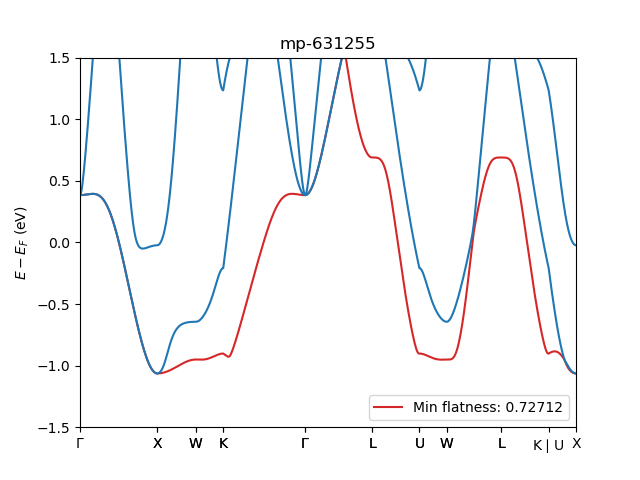 mp-631255
E − E_F (eV)
1.5
1.0
0.5
0.0
−0.5
−1.0
−1.5
Min flatness: 0.72712
Γ X W K Γ L U W L K | U X